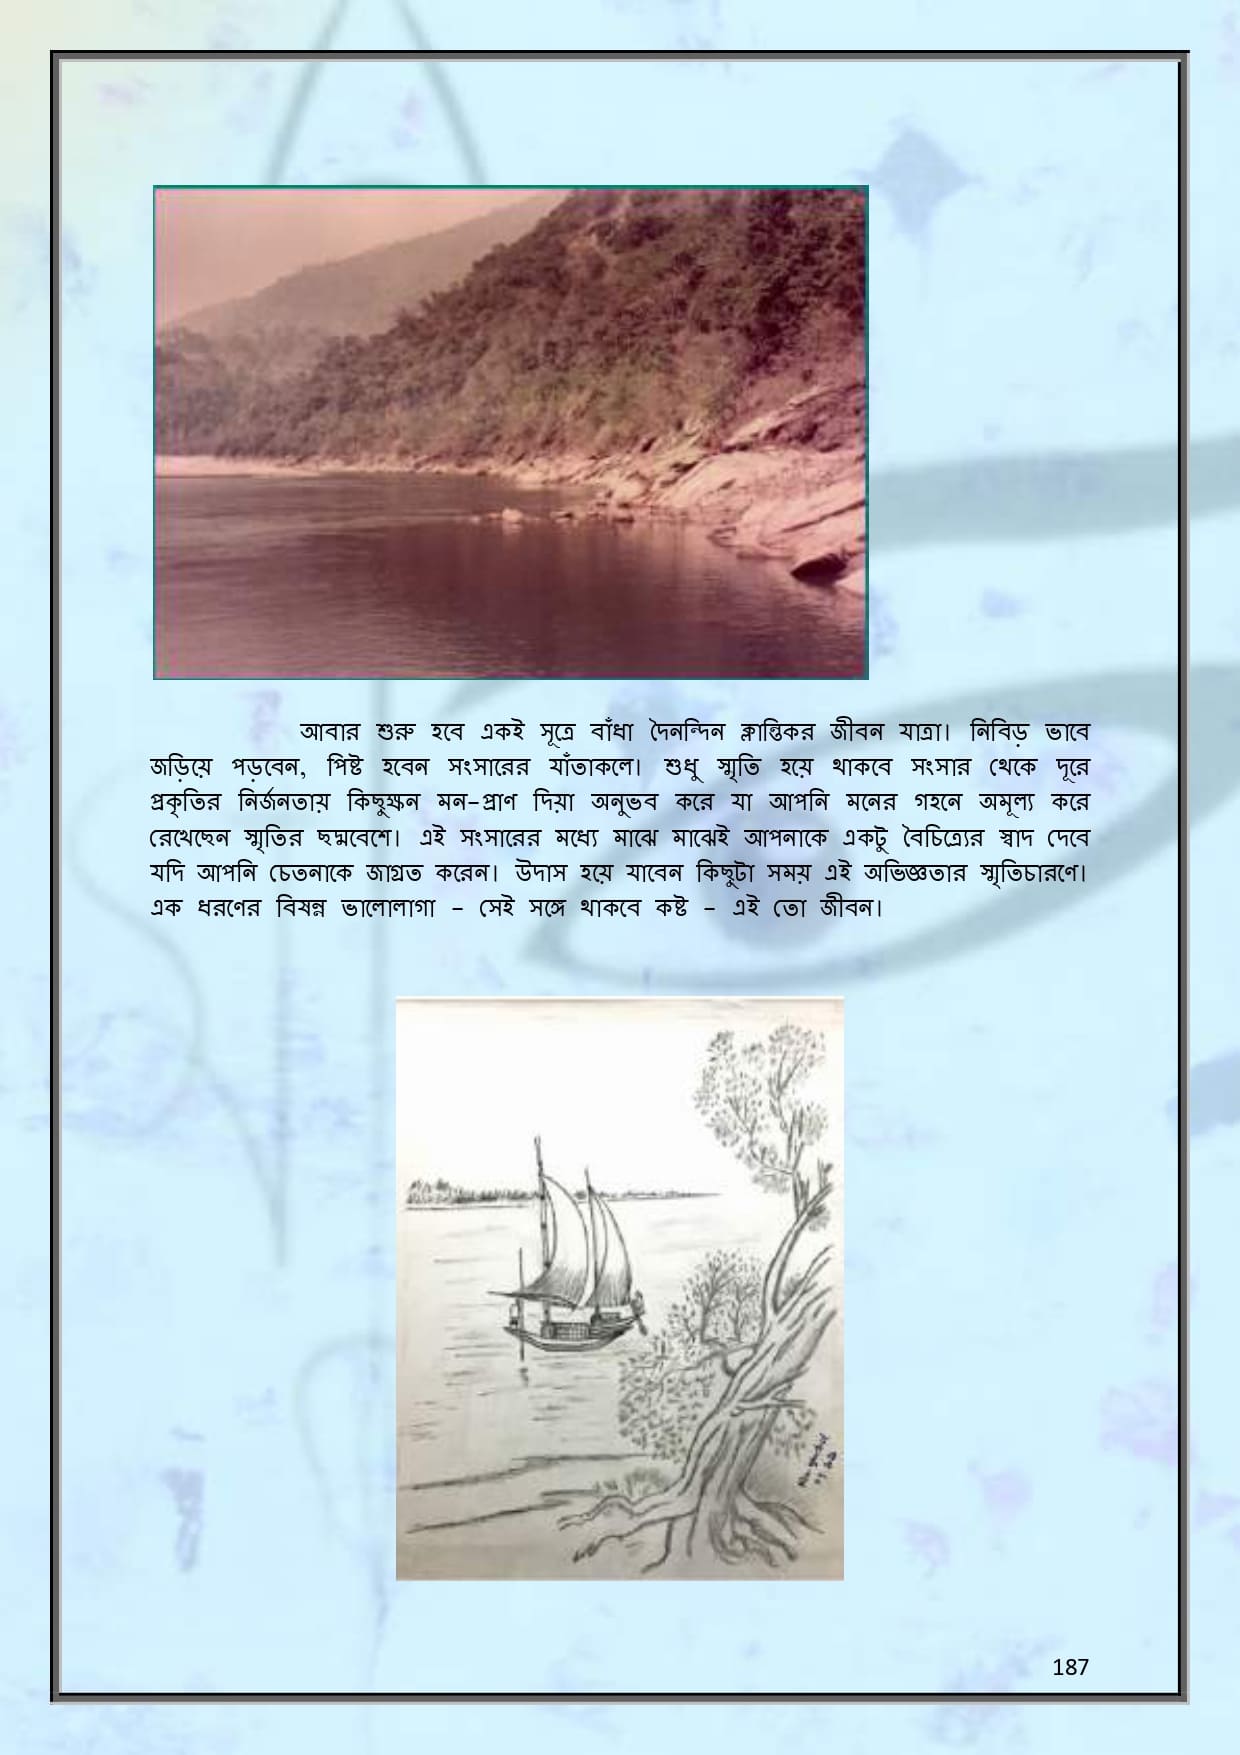 আবার শুরু হবে একই সূত্রে বাঁধা দৈনন্দিন ক্লান্তিকর জীবন যাত্রা। নিবিড় ভাবে
জড়িয়ে পড়বেন, পিষ্ট হবেন সংসারের যাঁতাকলে। শুধু স্মৃতি হয়ে থাকবে সংসার থেকে দূরে
প্রকৃতির নির্জনতায় কিছুক্ষন মন-প্রাণ দিয়া অনুভব করে যা আপনি মনের গহনে অমূল্য করে
রেখেছেন স্মৃতির ছদ্মবেশে। এই সংসারের মধ্যে মাঝে মাঝেই আপনাকে একটু বৈচিত্র্যের স্বাদ দেবে
যদি আপনি চেতনাকে জাগ্রত করেন। উদাস হয়ে যাবেন কিছুটা সময় এই অভিজ্ঞতার স্মৃতিচারণে।
এক ধরণের বিষন্ন ভালোলাগা – সেই সঙ্গে থাকবে কষ্ট – এই তো জীবন।
187